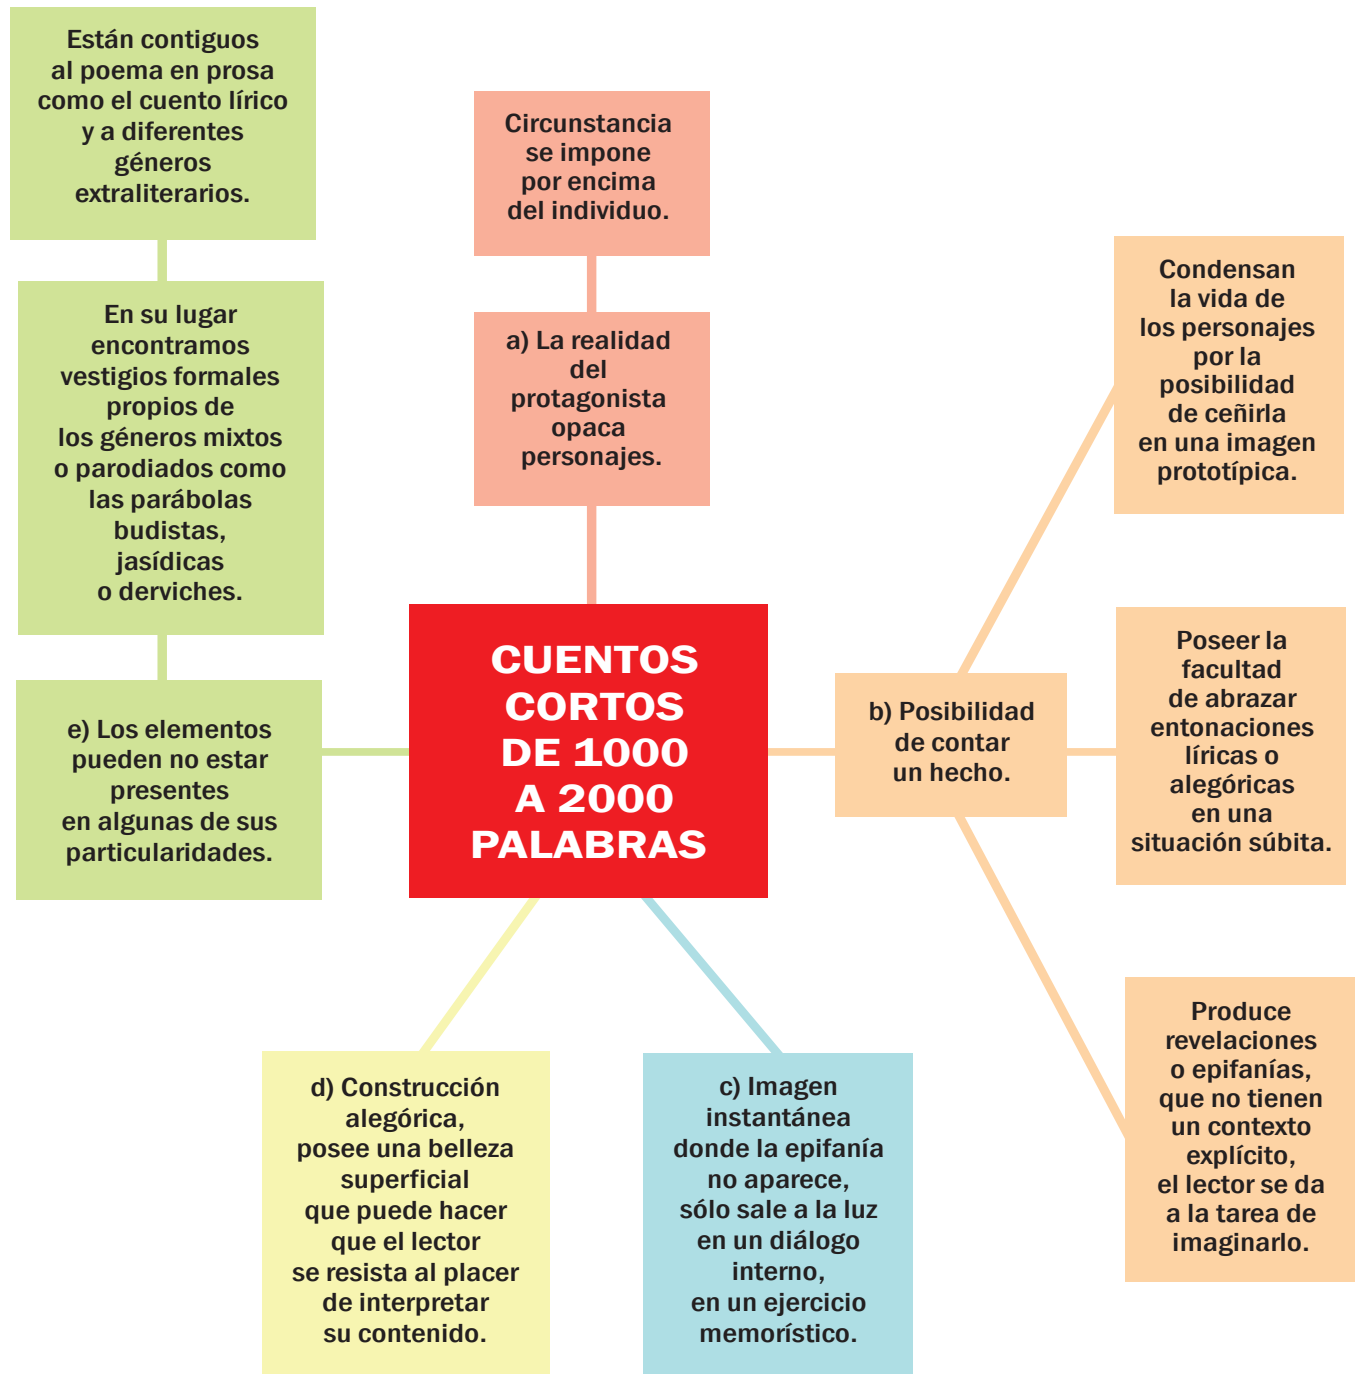 CUENTOS
CORTOS
DE 1000
A 2000
PALABRAS
Circunstancia
se impone
por encima
del individuo.
a) La realidad
del
protagonista
opaca
personajes.
b) Posibilidad
de contar
un hecho.
Condensan
la vida de
los personajes
por la
posibilidad
de ceñirla
en una imagen
prototípica.
Poseer la
facultad
de abrazar
entonaciones
líricas o
alegóricas
en una
situación súbita.
Produce
revelaciones
o epifanías,
que no tienen
un contexto
explícito,
el lector se da
a la tarea de
imaginarlo.
c) Imagen
instantánea
donde la epifanía
no aparece,
sólo sale a la luz
en un diálogo
interno,
en un ejercicio
memorístico.
d) Construcción
alegórica,
posee una belleza
superficial
que puede hacer
que el lector
se resista al placer
de interpretar
su contenido.
e) Los elementos
pueden no estar
presentes
en algunas de sus
particularidades.
En su lugar
encontramos
vestigios formales
propios de
los géneros mixtos
o parodiados como
las parábolas
budistas,
jasídicas
o derviches.
Están contiguos
al poema en prosa
como el cuento lírico
y a diferentes
géneros
extraliterarios.